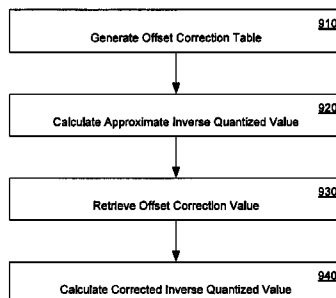 910
Generate Offset Correction Table
920
Calculate Approximate Inverse Quantized Value
930
Retrieve Offset Correction Value
940
Calculate Corrected Inverse Quantized Value